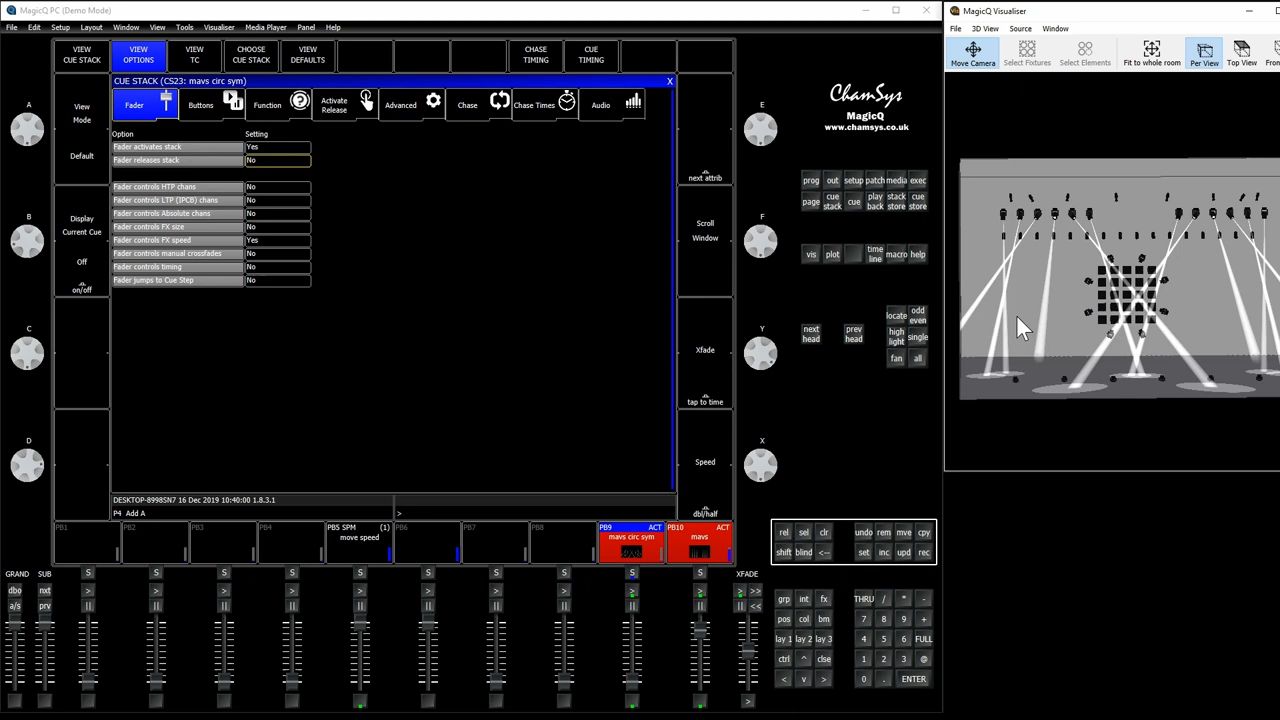 MagicQ PC (Demo Mode)
File Edit Setup Layout Window View Tools Visualiser Media Player Panel Help
VIEW CUE STACK
VIEW OPTIONS
VIEW TC
CHOOSE CUE STACK
VIEW DEFAULTS
CHASE TIMING
CUE TIMING
CUE STACK (CS23: mavs circ sym) X
Fader Buttons Function Activate Release Advanced Chase Chase Times Audio
Option Setting
Fader activates stack Yes
Fader releases stack No
Fader controls HTP chans No
Fader controls LTP (IPCB) chans No
Fader controls Absolute chans No
Fader controls FX size No
Fader controls FX speed Yes
Fader controls manual crossfades No
Fader controls timing No
Fader jumps to Cue Step No
A
View Mode
Default
B
Display Current Cue
Off
on/off
C
D
E
next attrib
F
Scroll Window
Y
Xfade
tap to time
X
Speed
dbl/half
DESKTOP-8998SN7 16 Dec 2019 10:40:00 1.8.3.1
P4 Add A >
PB1 PB2 PB3 PB4 PB5 SPM (1) PB6 PB7 PB8 PB9 ACT PB10 ACT
move speed mavs circ sym mavs
GRAND SUB S S S S S S S S S S XFADE
dbo nxt > > > > > > > > > > > >>
a/s prv <<
>
ChamSys
MagicQ
www.chamsys.co.uk
prog out setup patch media exec
page cue stack cue play back stack store cue store
vis plot time line macro help
next head prev head locate odd even
high light single
fan all
rel sel clr undo rem mve cpy
shift blind <-- set inc upd rec
grp int fx THRU / * -
pos col bm 7 8 9 +
lay 1 lay 2 lay 3 4 5 6 FULL
ctrl ^ clse 1 2 3 @
< v > 0 . ENTER
MagicQ Visualiser
File 3D View Source Window
Move Camera Select Fixtures Select Elements Fit to whole room Per View Top View